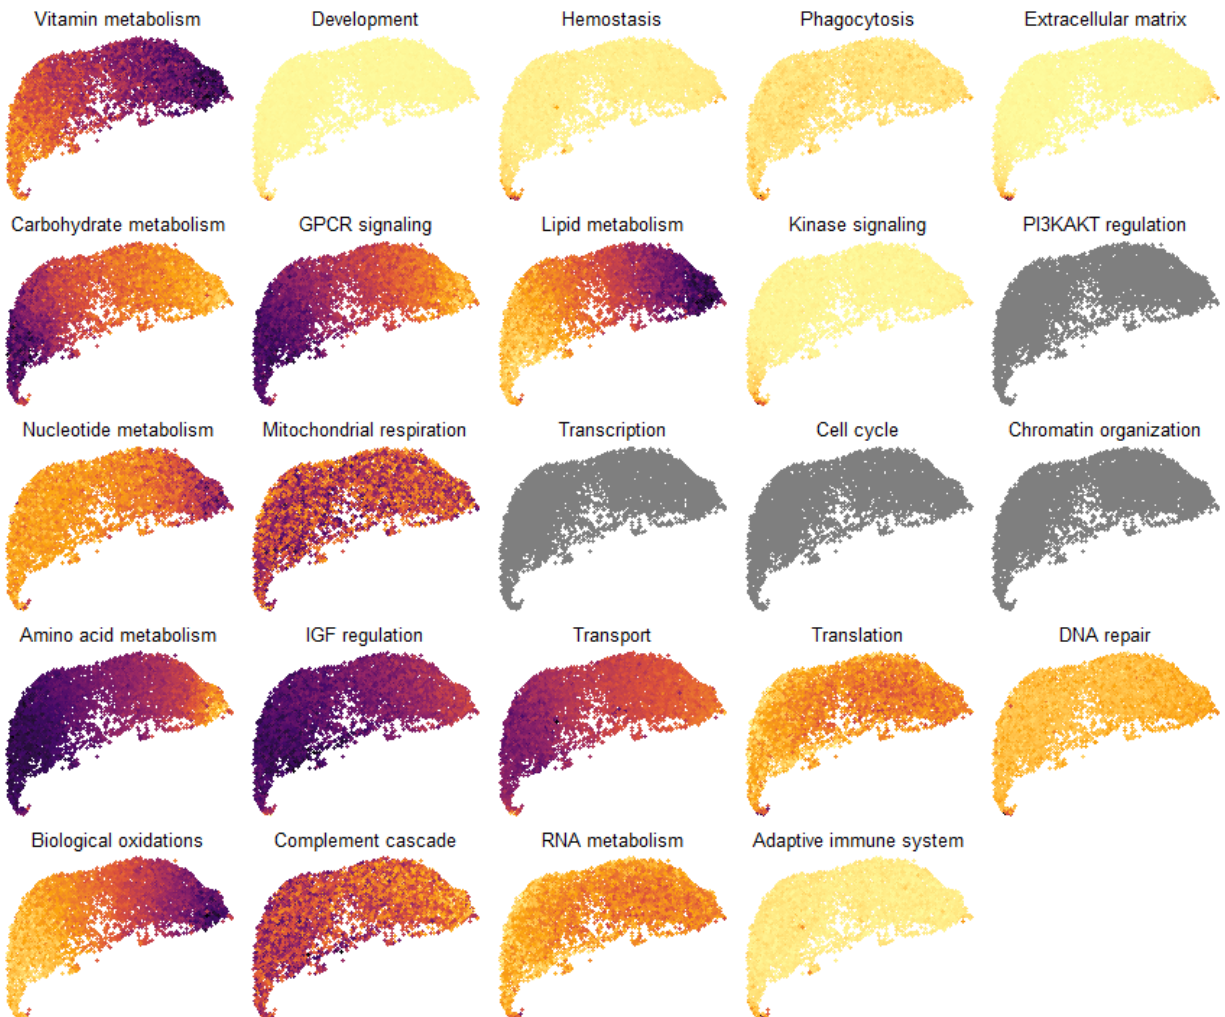 Vitamin metabolism
Development
Hemostasis
Phagocytosis
Extracellular matrix
Carbohydrate metabolism
GPCR signaling
Lipid metabolism
Kinase signaling
PI3KAKT regulation
Nucleotide metabolism
Mitochondrial respiration
Transcription
Cell cycle
Chromatin organization
Amino acid metabolism
IGF regulation
Transport
Translation
DNA repair
Biological oxidations
Complement cascade
RNA metabolism
Adaptive immune system